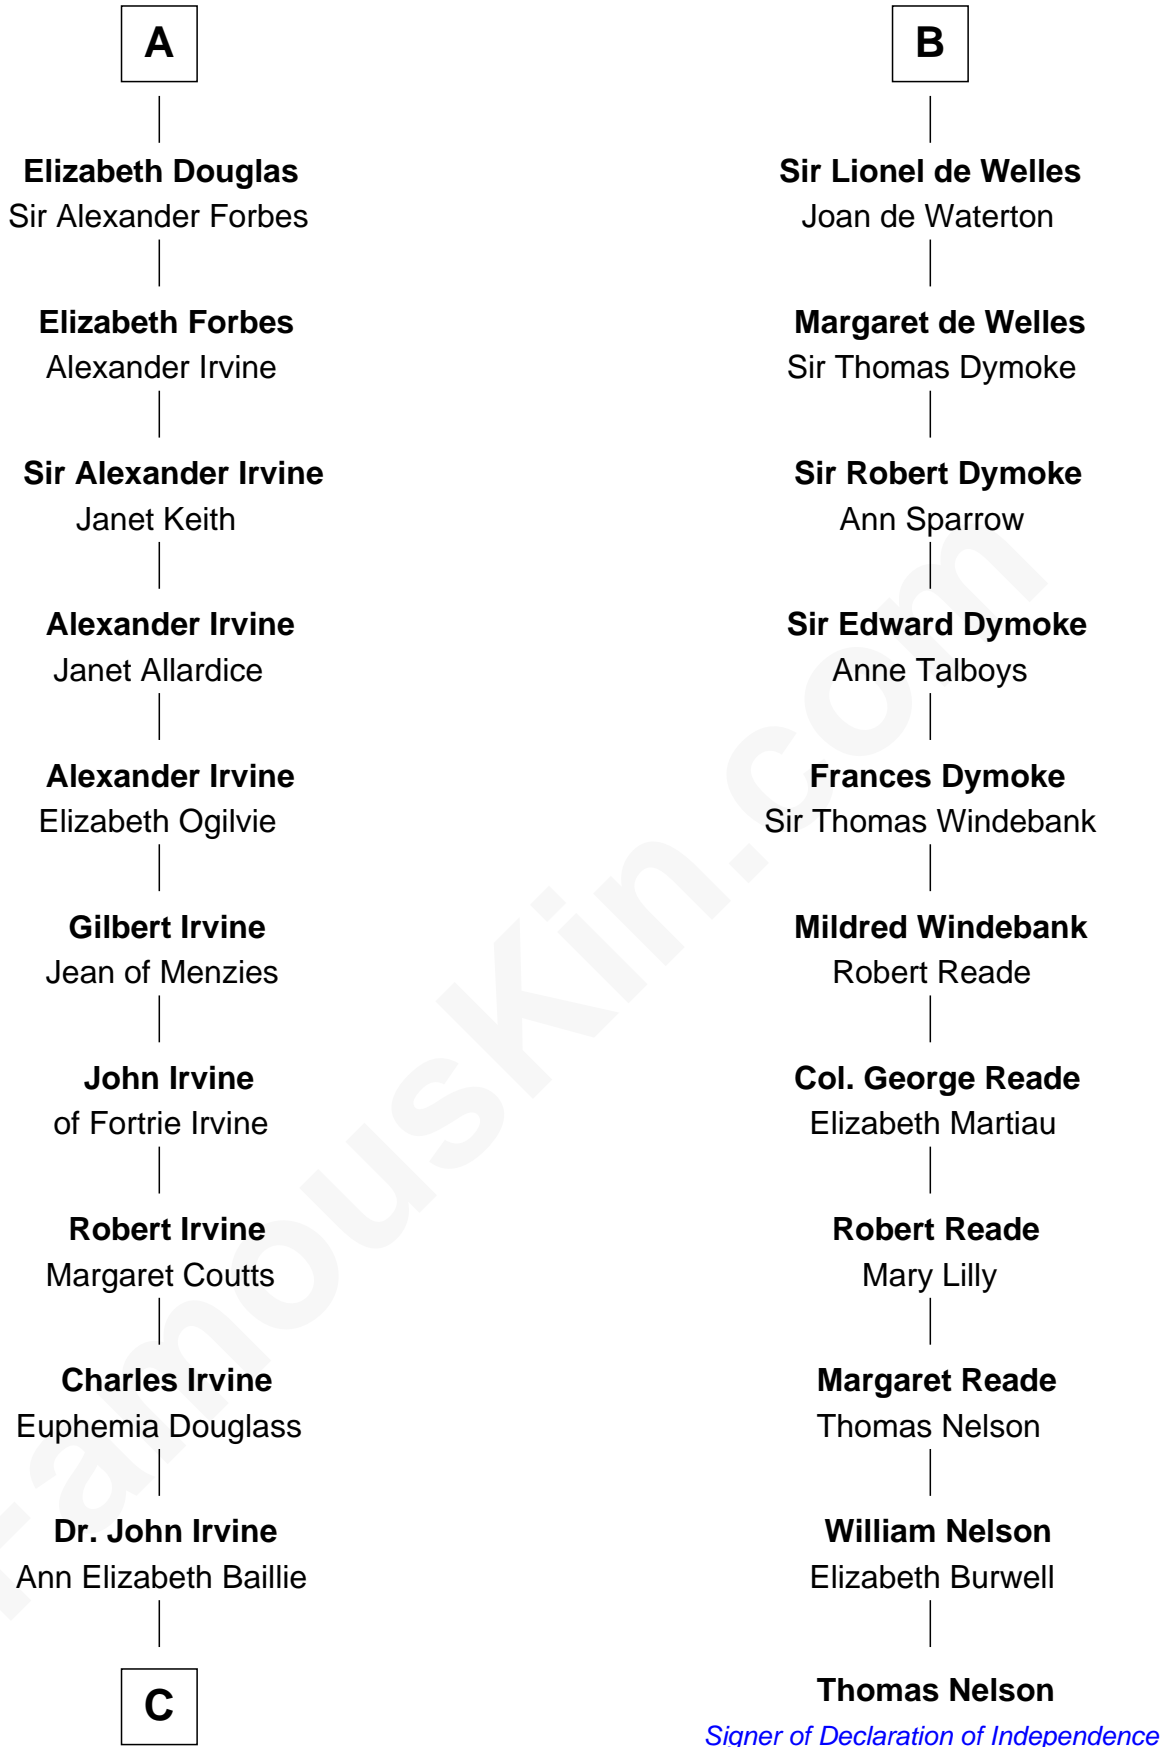 A
Elizabeth Douglas
Sir Alexander Forbes
Elizabeth Forbes
Alexander Irvine
Sir Alexander Irvine
Janet Keith
Alexander Irvine
Janet Allardice
Alexander Irvine
Elizabeth Ogilvie
Gilbert Irvine
Jean of Menzies
John Irvine
of Fortrie Irvine
Robert Irvine
Margaret Coutts
Charles Irvine
Euphemia Douglass
Dr. John Irvine
Ann Elizabeth Baillie
C
B
Sir Lionel de Welles
Joan de Waterton
Margaret de Welles
Sir Thomas Dymoke
Sir Robert Dymoke
Ann Sparrow
Sir Edward Dymoke
Anne Talboys
Frances Dymoke
Sir Thomas Windebank
Mildred Windebank
Robert Reade
Col. George Reade
Elizabeth Martiau
Robert Reade
Mary Lilly
Margaret Reade
Thomas Nelson
William Nelson
Elizabeth Burwell
Thomas Nelson
Signer of Declaration of Independence
FamousKin.com